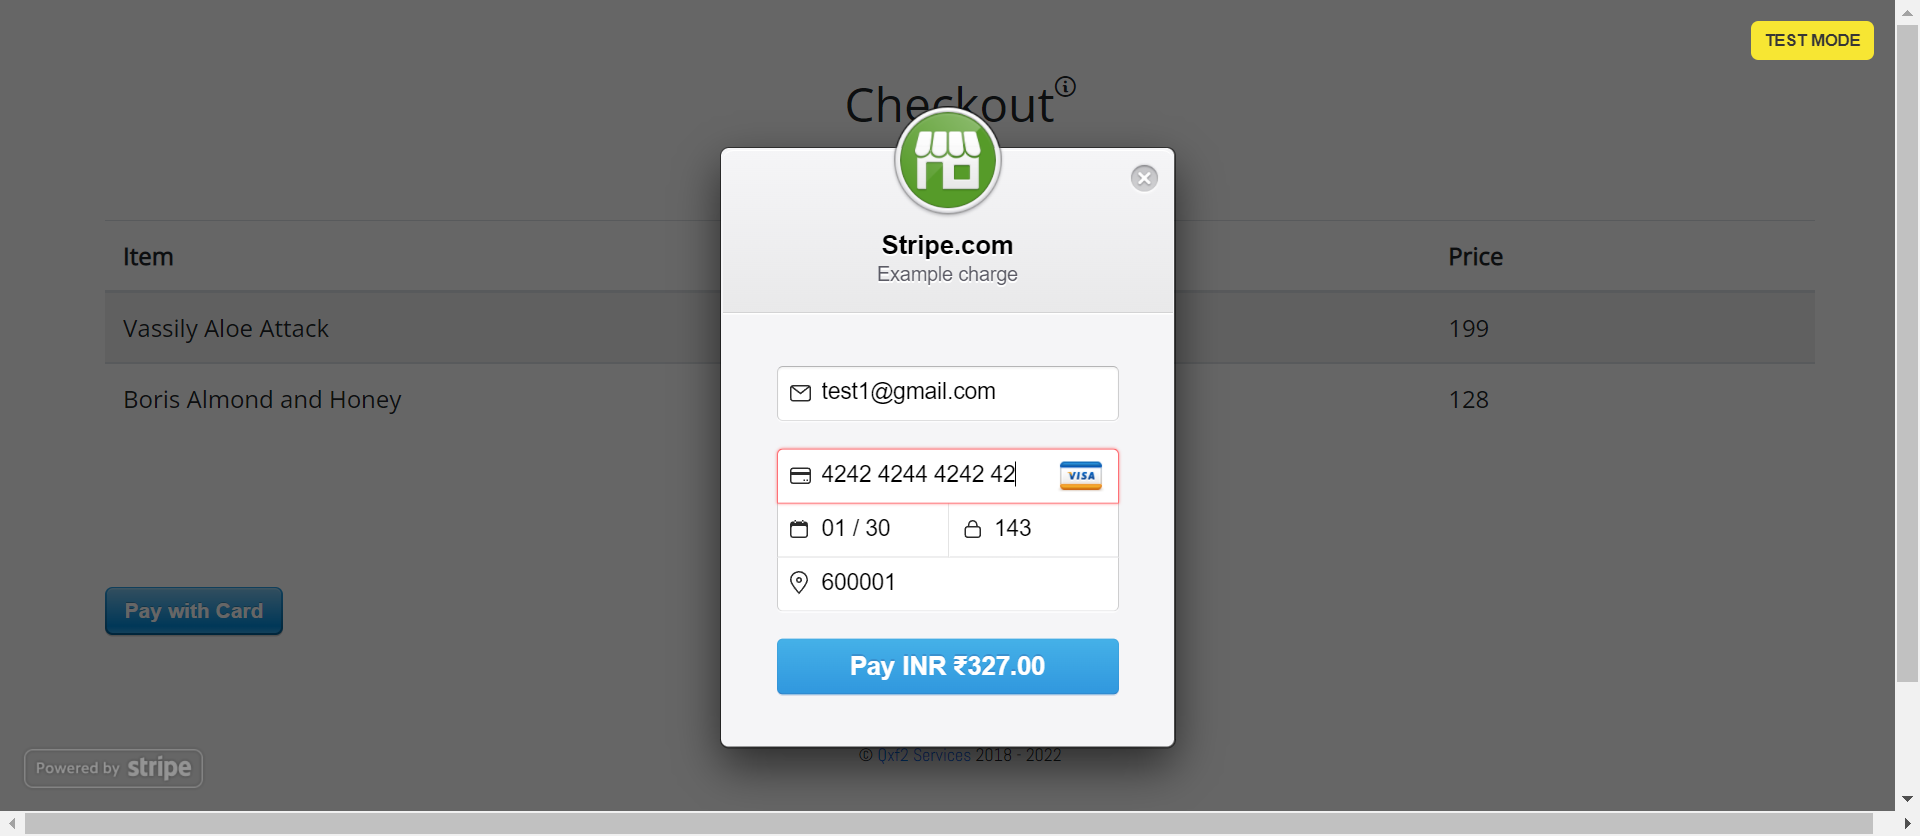 TEST MODE
Checkout
Stripe.com
Example charge
Item
Price
Vassily Aloe Attack
199
Boris Almond and Honey
128
test1@gmail.com
4242 4244 4242 42
VISA
01 / 30
143
600001
Pay with Card
Pay INR ₹327.00
© Qxf2 Services 2018 - 2022
Powered by stripe